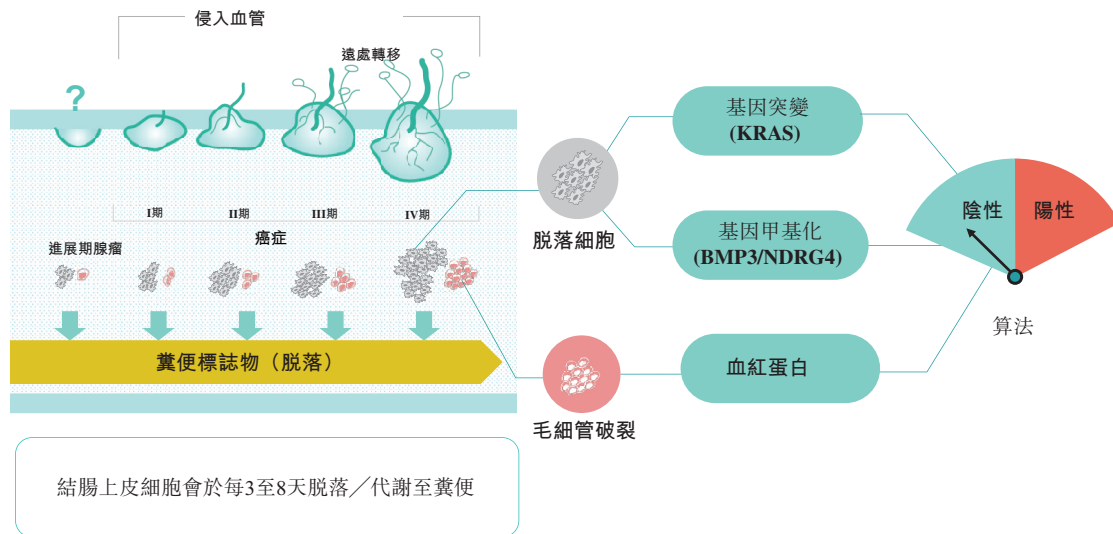 侵入血管
遠處轉移
?
I期
II期
III期
IV期
癌症
進展期腺瘤
糞便標誌物（脱落）
結腸上皮細胞會於每3至8天脱落／代謝至糞便
脱落細胞
毛細管破裂
基因突變
(KRAS)
基因甲基化
(BMP3/NDRG4)
血紅蛋白
陰性
陽性
算法